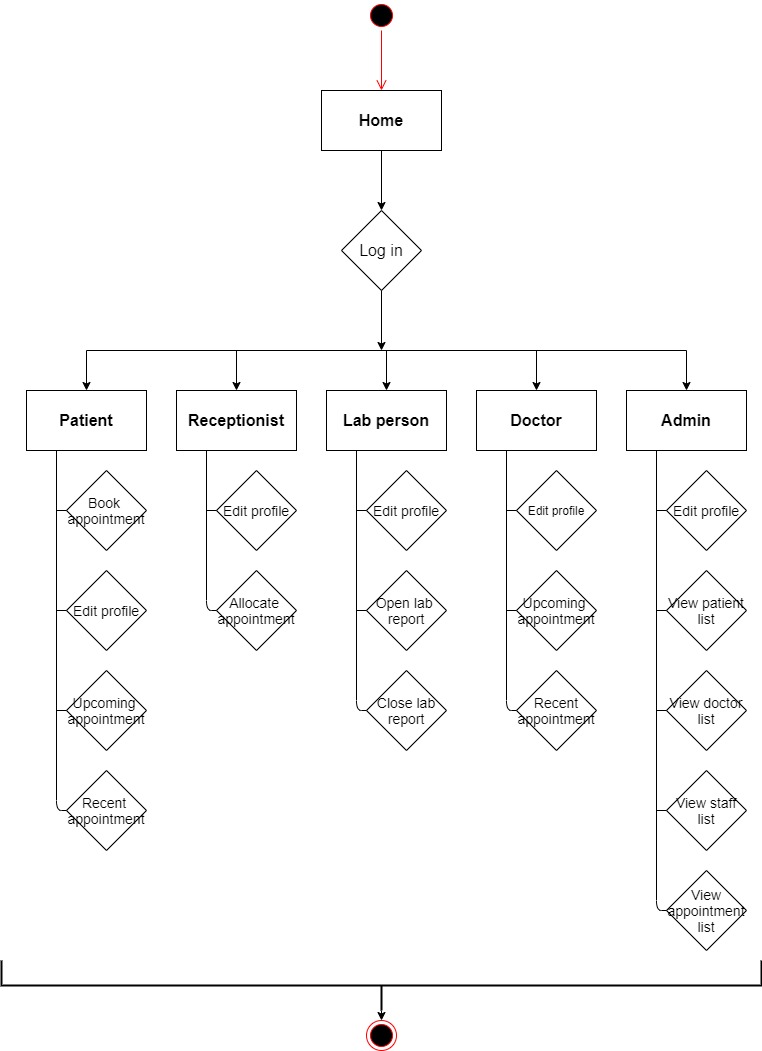 Home
Log in
Patient
Receptionist
Lab person
Doctor
Admin
Book
appointment
Edit profile
Edit profile
Edit profile
Edit profile
Edit profile
Allocate
appointment
Open lab
report
Upcoming
appointment
View patient
list
Upcoming
appointment
Close lab
report
Recent
appointment
View doctor
list
Recent
appointment
View staff
list
View
appointment
list